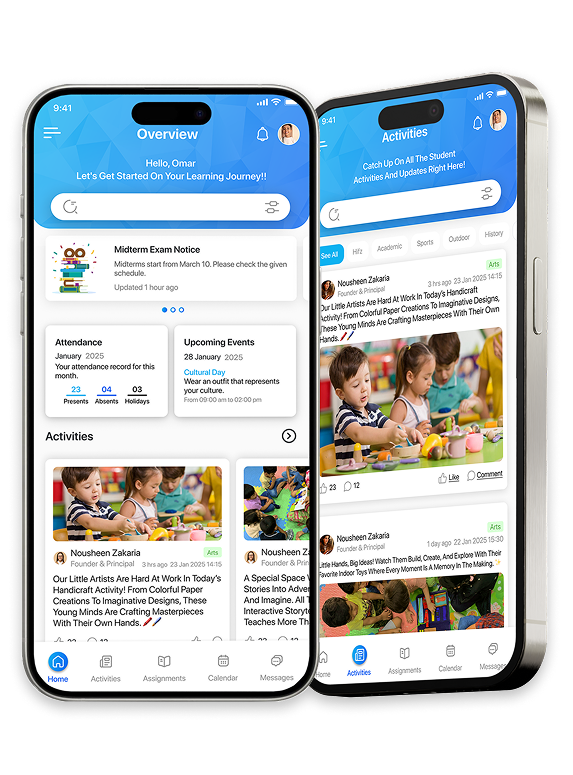 9:41
Overview
Hello, Omar
Let's Get Started On Your Learning Journey!!
Midterm Exam Notice
Midterms start from March 10. Please check the given
schedule.
Updated 1 hour ago
Attendance
January 2025
Your attendance record for this
month.
23 04 03
Presents Absents Holidays
Upcoming Events
28 January 2025
Cultural Day
Wear an outfit that represents
your culture.
From 09:00 am to 02:00 pm
Activities
Nousheen Zakaria
Arts
Founder & Principal
3 hrs ago 23 Jan 2025
Our Little Artists Are Hard At Work In Today's
Handicraft Activity! From Colorful Paper
Creations To Imaginative Designs, These
Young Minds Are Crafting Masterpieces
With Their Own Hands.
23 12
Nousheen Za
Founder & Prin
A Special Space
Stories Into Adve
And Imagine. All
Interactive Storyt
Teaches More Th
23 12
Home
Activities
Assignments
Calendar
Messages
9:41
Activities
Catch Up On All The Student
Activities And Updates Right Here!
See All
Hifz
Academic
Sports
Outdoor
History
Arts
Nousheen Zakaria
Founder & Principal
3 hrs ago 23 Jan 2025 14:15
Our Little Artists Are Hard At Work In Today's Handicraft
Activity! From Colorful Paper Creations To Imaginative Designs,
These Young Minds Are Crafting Masterpieces With Their Own
Hands.
23 12
Like
Comment
Arts
Nousheen Zakaria
Founder & Principal
1 day ago 22 Jan 2025 15:30
Little Hands, Big Ideas! Watch Them Build, Create, And Explore With Their
Favorite Indoor Toys Where Every Moment Is A Memory In The Making.
Home
Activities
Assignments
Calendar
Messages